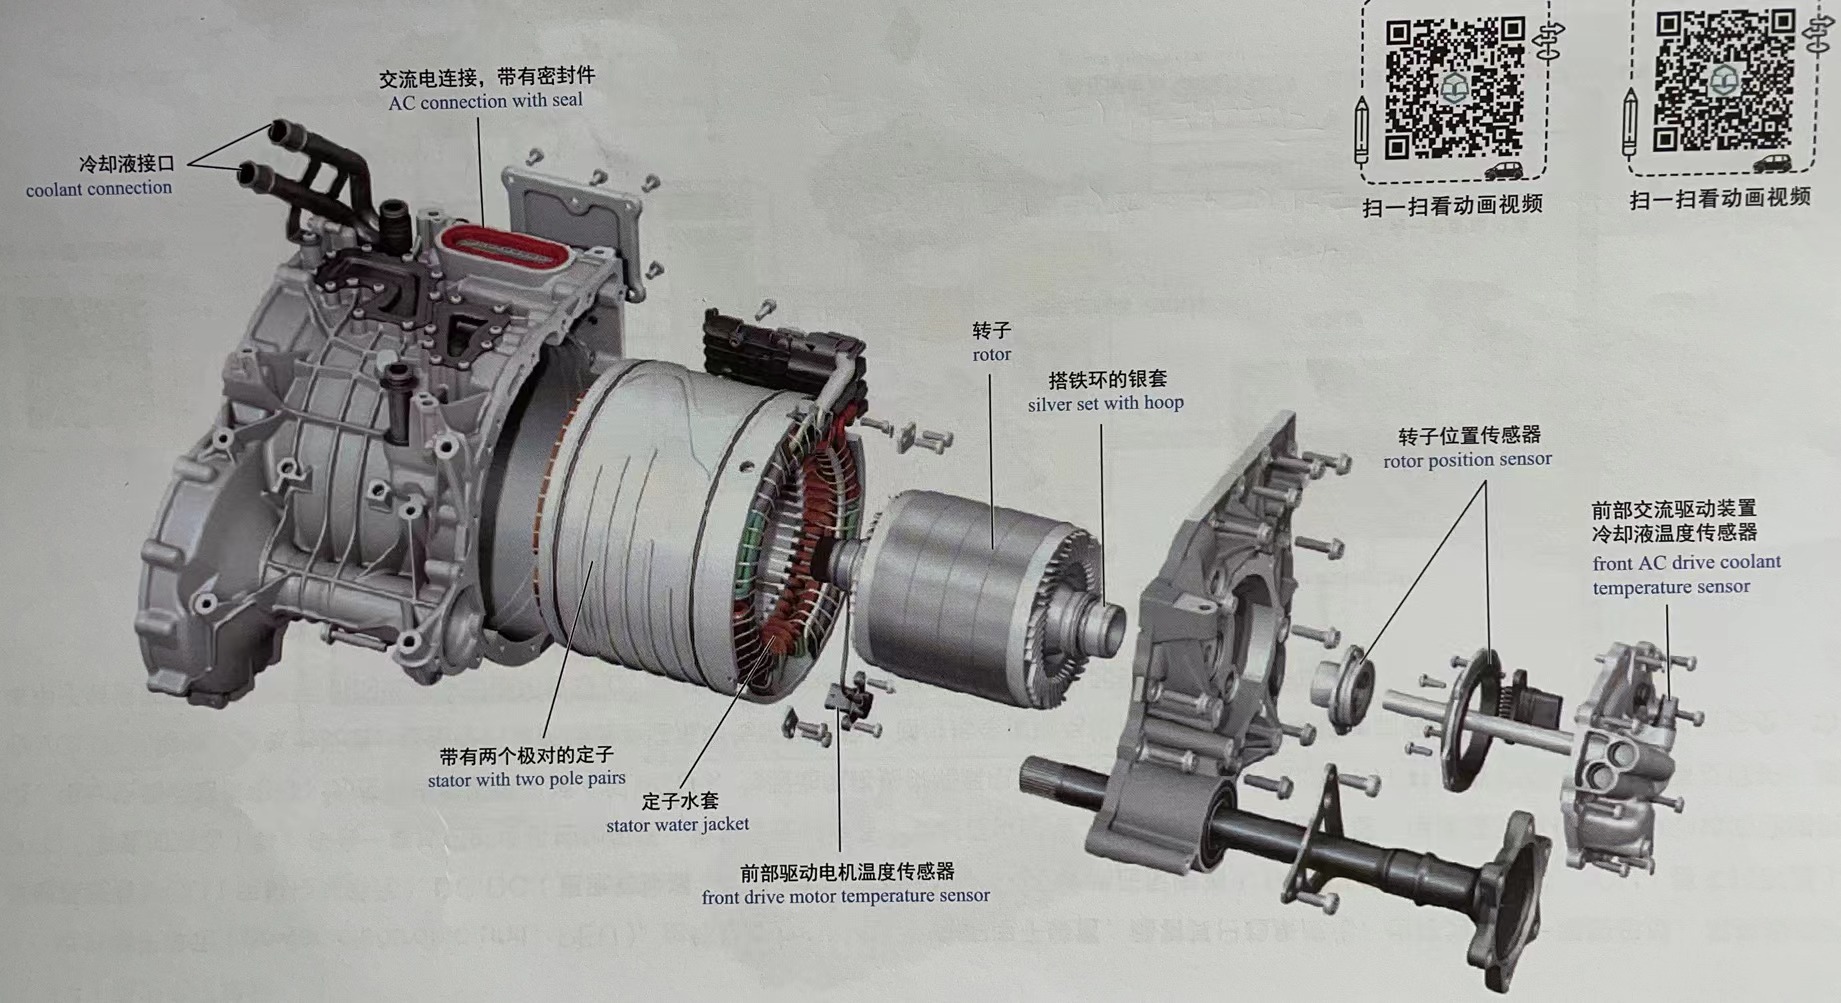 交流电连接，带有密封件
AC connection with seal
冷却液接口
coolant connection
扫一扫看动画视频
扫一扫看动画视频
转子
rotor
搭铁环的银套
silver set with hoop
转子位置传感器
rotor position sensor
前部交流驱动装置
冷却液温度传感器
front AC drive coolant
temperature sensor
带有两个极对的定子
stator with two pole pairs
定子水套
stator water jacket
前部驱动电机温度传感器
front drive motor temperature sensor